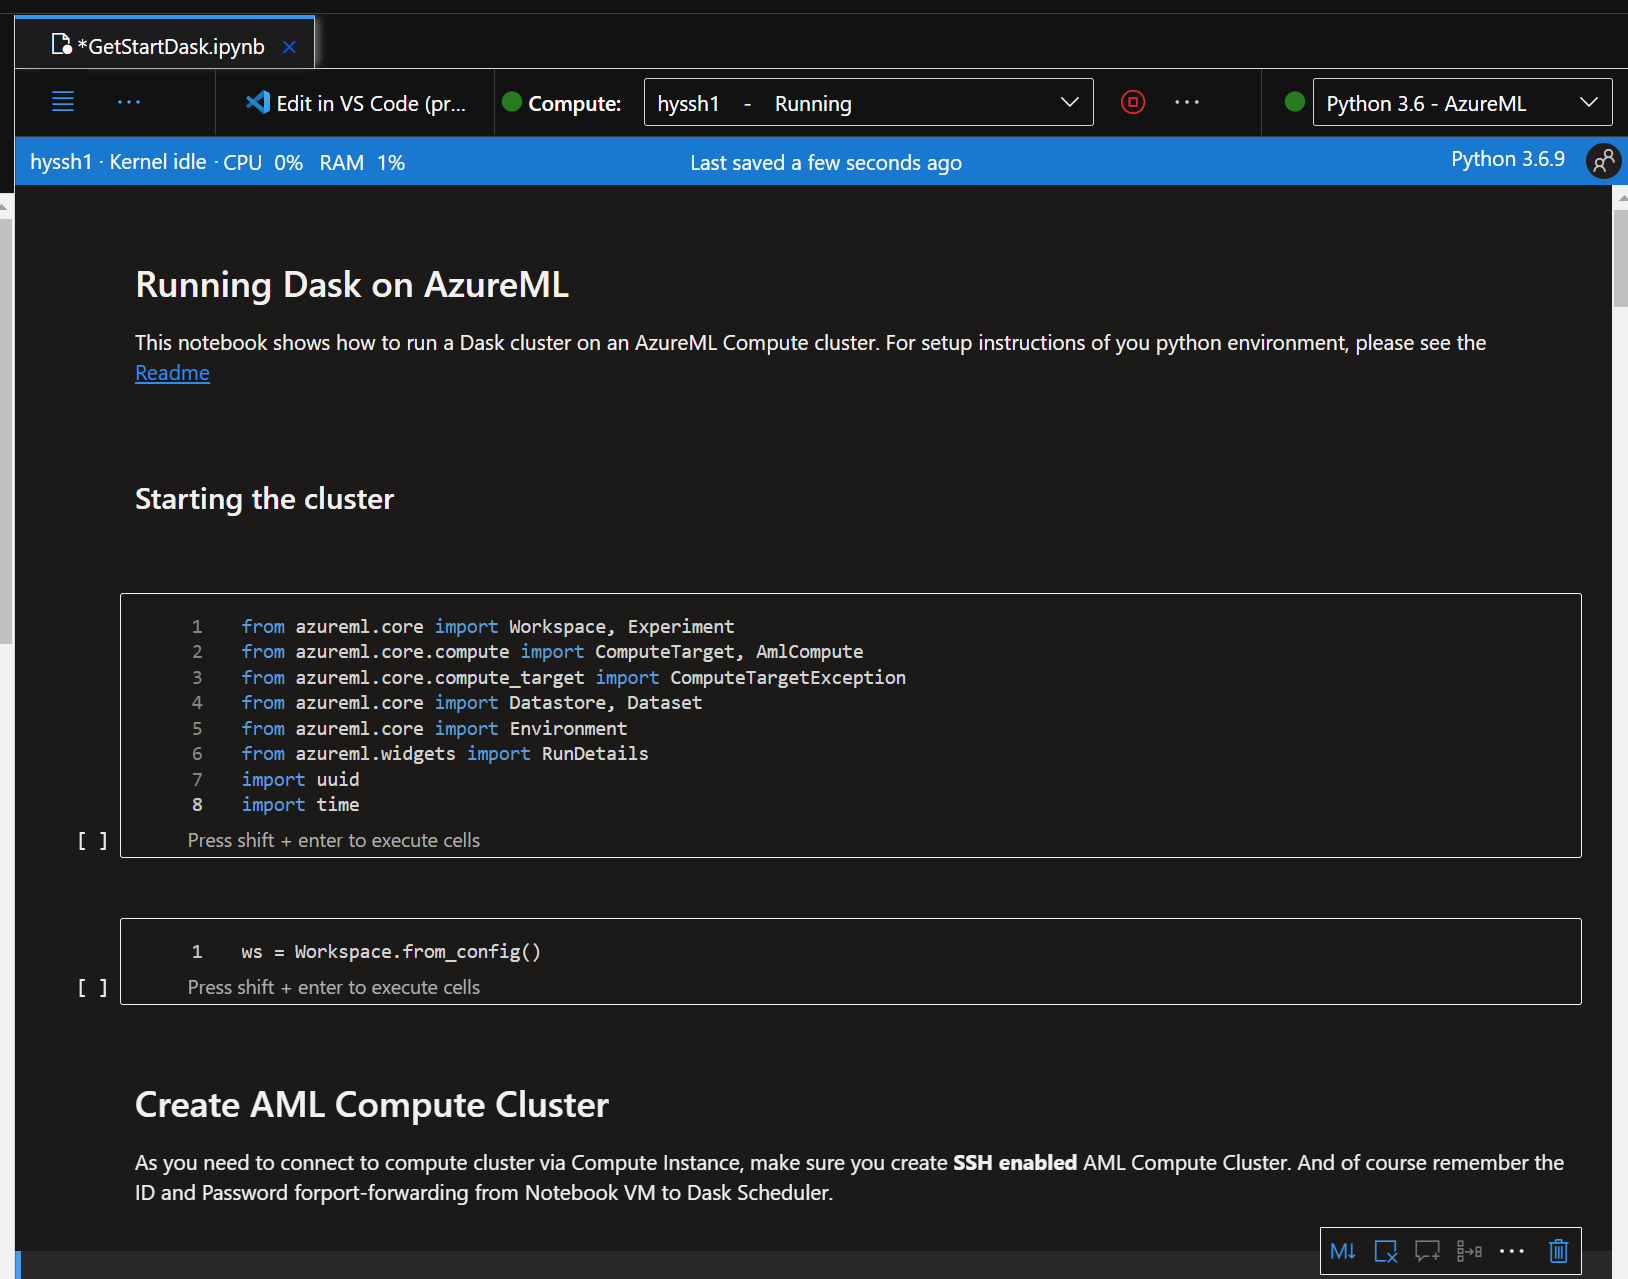 *GetStartDask.ipynb
Edit in VS Code (pr... Compute: hyssh1 - Running Python 3.6 - AzureML
hyssh1 · Kernel idle · CPU 0% RAM 1% Last saved a few seconds ago Python 3.6.9
Running Dask on AzureML
This notebook shows how to run a Dask cluster on an AzureML Compute cluster. For setup instructions of you python environment, please see the
Readme
Starting the cluster
1 from azureml.core import Workspace, Experiment
2 from azureml.core.compute import ComputeTarget, AmlCompute
3 from azureml.core.compute_target import ComputeTargetException
4 from azureml.core import Datastore, Dataset
5 from azureml.core import Environment
6 from azureml.widgets import RunDetails
7 import uuid
8 import time
[ ] Press shift + enter to execute cells
1 ws = Workspace.from_config()
[ ] Press shift + enter to execute cells
Create AML Compute Cluster
As you need to connect to compute cluster via Compute Instance, make sure you create SSH enabled AML Compute Cluster. And of course remember the
ID and Password forport-forwarding from Notebook VM to Dask Scheduler.
M↓